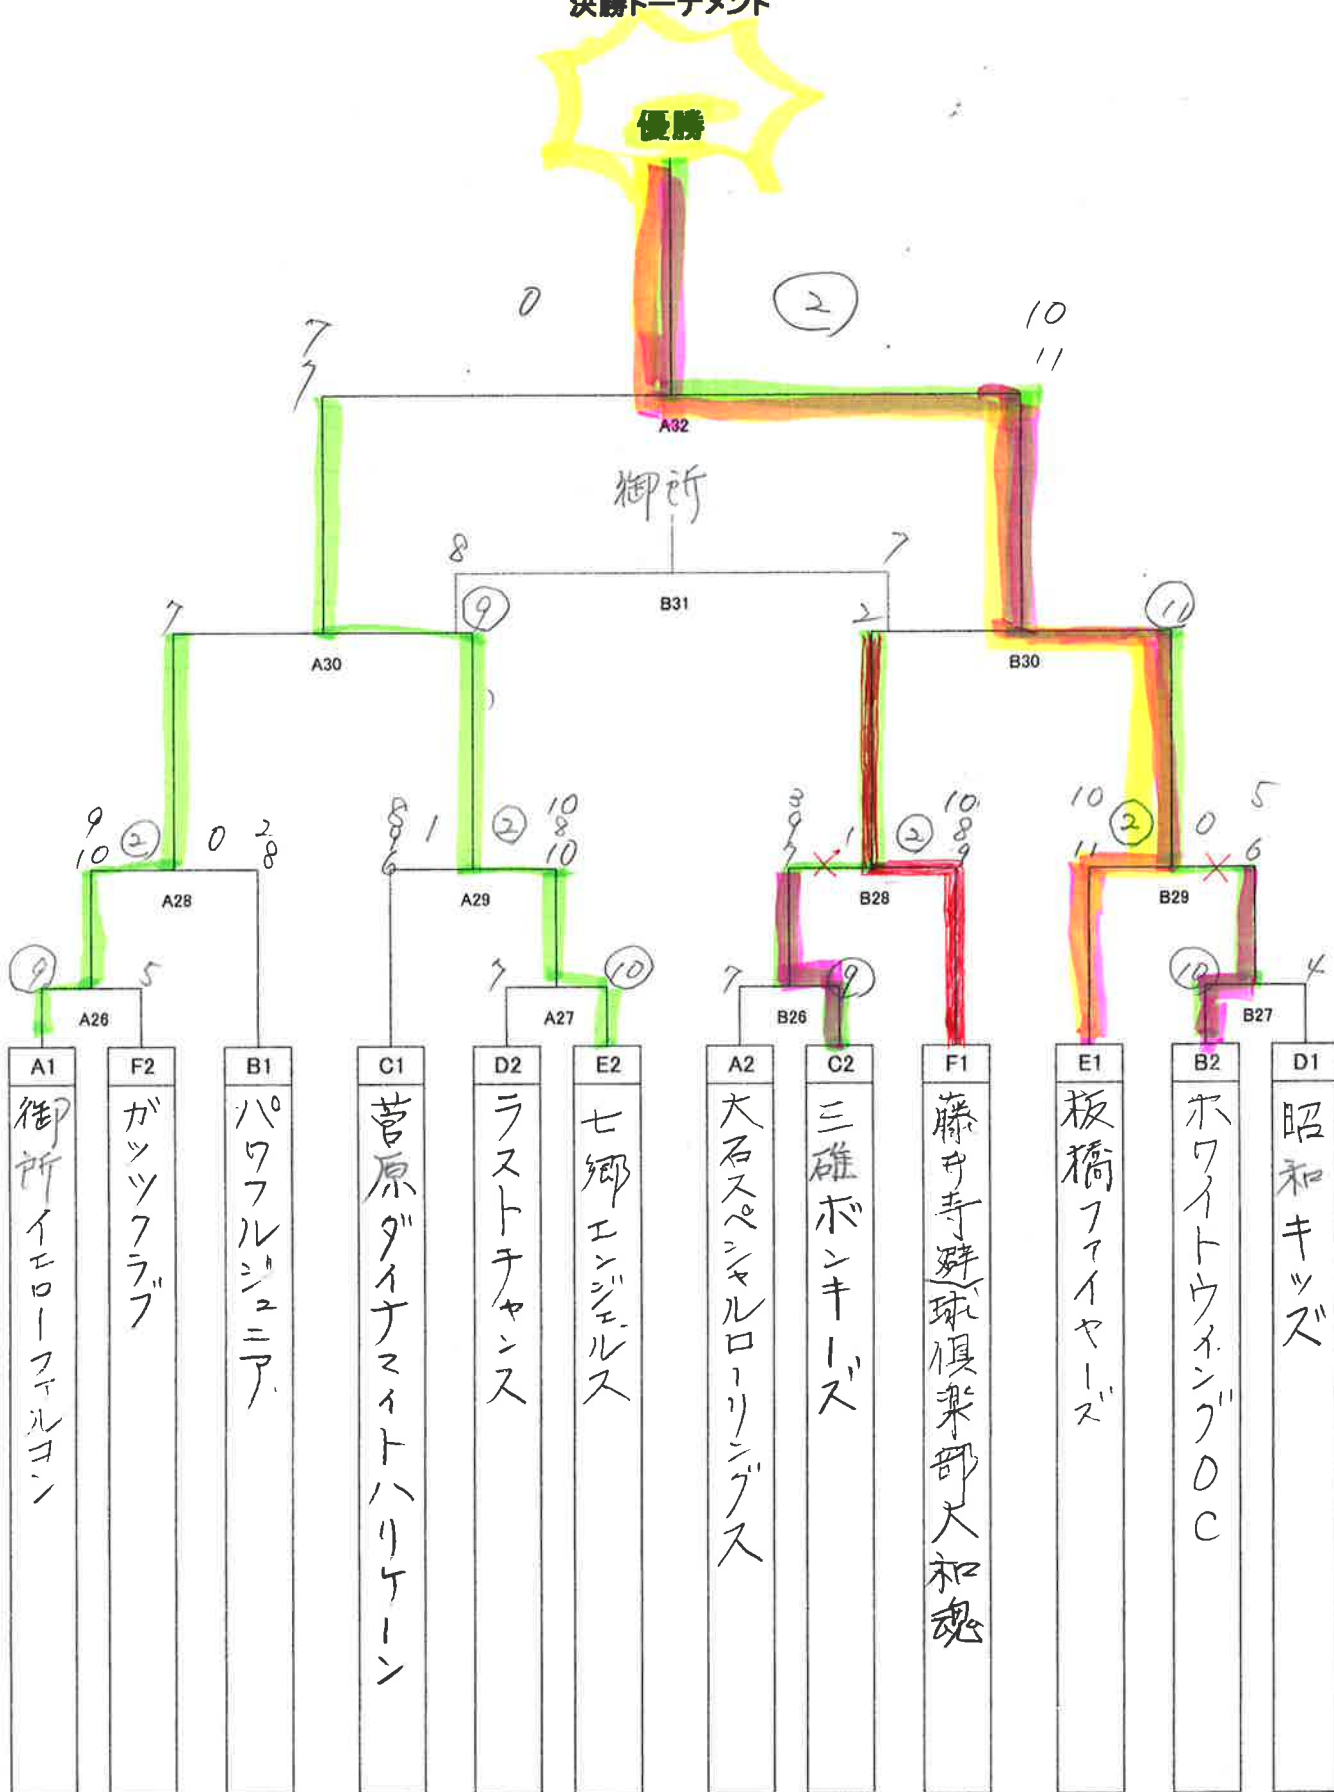 決勝トーナメント
優勝
0 ②
7 10
7 11
A32
御所
8 7
B31
7 ⑨ 2 ⑪
A30 B30
9 ② 0 2
10 8
A28
8 1 ② 10
9 8
6 10
A29
3 1 ② 10
9 8
7 9
B28
10 ② 0 5
11 6
B29
⑨ 5
A26
7 ⑩
A27
7 ⑨
B26
⑩ 4
B27
A1
御所イエローファルコン
F2
ガッツクラブ
B1
パワフルジュニア
C1
菅原ダイナマイトハリケーン
D2
ラストチャンス
E2
七郷エンジェルス
A2
大石スペシャルローリングス
C2
三碓ボンキーズ
F1
藤井寺避球倶楽部大和魂
E1
板橋ファイヤーズ
B2
ホワイトウィングOC
D1
昭和キッズ